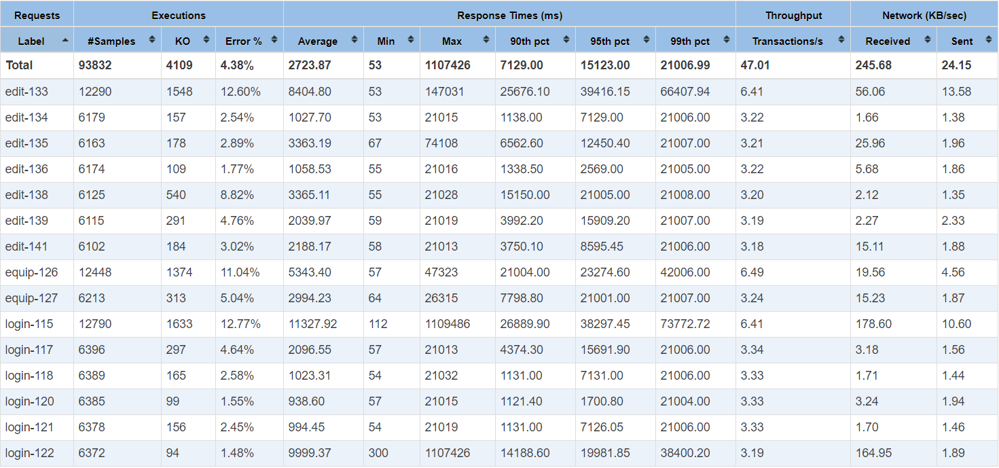 Requests Executions Response Times (ms) Throughput Network (KB/sec)
Label #Samples KO Error % Average Min Max 90th pct 95th pct 99th pct Transactions/s Received Sent
Total 93832 4109 4.38% 2723.87 53 1107426 7129.00 15123.00 21006.99 47.01 245.68 24.15
edit-133 12290 1548 12.60% 8404.80 53 147031 25676.10 39416.15 66407.94 6.41 56.06 13.58
edit-134 6179 157 2.54% 1027.70 53 21015 1138.00 7129.00 21006.00 3.22 1.66 1.38
edit-135 6163 178 2.89% 3363.19 67 74108 6562.60 12450.40 21007.00 3.21 25.96 1.96
edit-136 6174 109 1.77% 1058.53 55 21016 1338.50 2569.00 21005.00 3.22 5.68 1.86
edit-138 6125 540 8.82% 3365.11 55 21028 15150.00 21005.00 21008.00 3.20 2.12 1.35
edit-139 6115 291 4.76% 2039.97 59 21019 3992.20 15909.20 21007.00 3.19 2.27 2.33
edit-141 6102 184 3.02% 2188.17 58 21013 3750.10 8595.45 21006.00 3.18 15.11 1.88
equip-126 12448 1374 11.04% 5343.40 57 47323 21004.00 23274.60 42006.00 6.49 19.56 4.56
equip-127 6213 313 5.04% 2994.23 64 26315 7798.80 21001.00 21007.00 3.24 15.23 1.87
login-115 12790 1633 12.77% 11327.92 112 1109486 26889.90 38297.45 73772.72 6.41 178.60 10.60
login-117 6396 297 4.64% 2096.55 57 21013 4374.30 15691.90 21006.00 3.34 3.18 1.56
login-118 6389 165 2.58% 1023.31 54 21032 1131.00 7131.00 21006.00 3.33 1.71 1.44
login-120 6385 99 1.55% 938.60 57 21015 1121.40 1700.80 21004.00 3.33 3.24 1.94
login-121 6378 156 2.45% 994.45 54 21019 1131.00 7126.05 21006.00 3.33 1.70 1.46
login-122 6372 94 1.48% 9999.37 300 1107426 14188.60 19981.85 38400.20 3.19 164.95 1.89